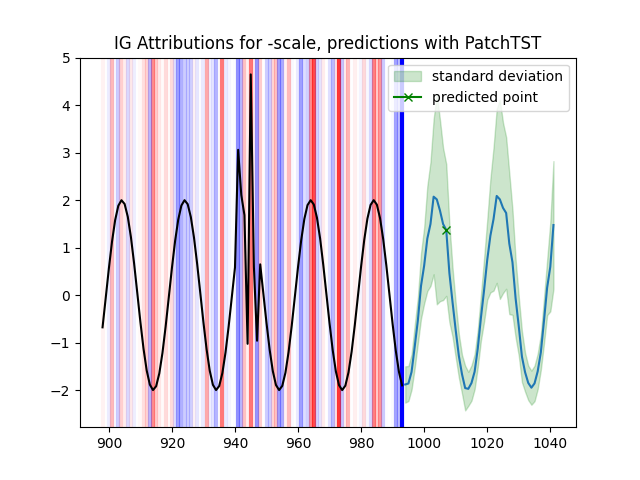 IG Attributions for -scale, predictions with PatchTST
5
4
3
2
1
0
−1
−2
standard deviation
predicted point
900 920 940 960 980 1000 1020 1040